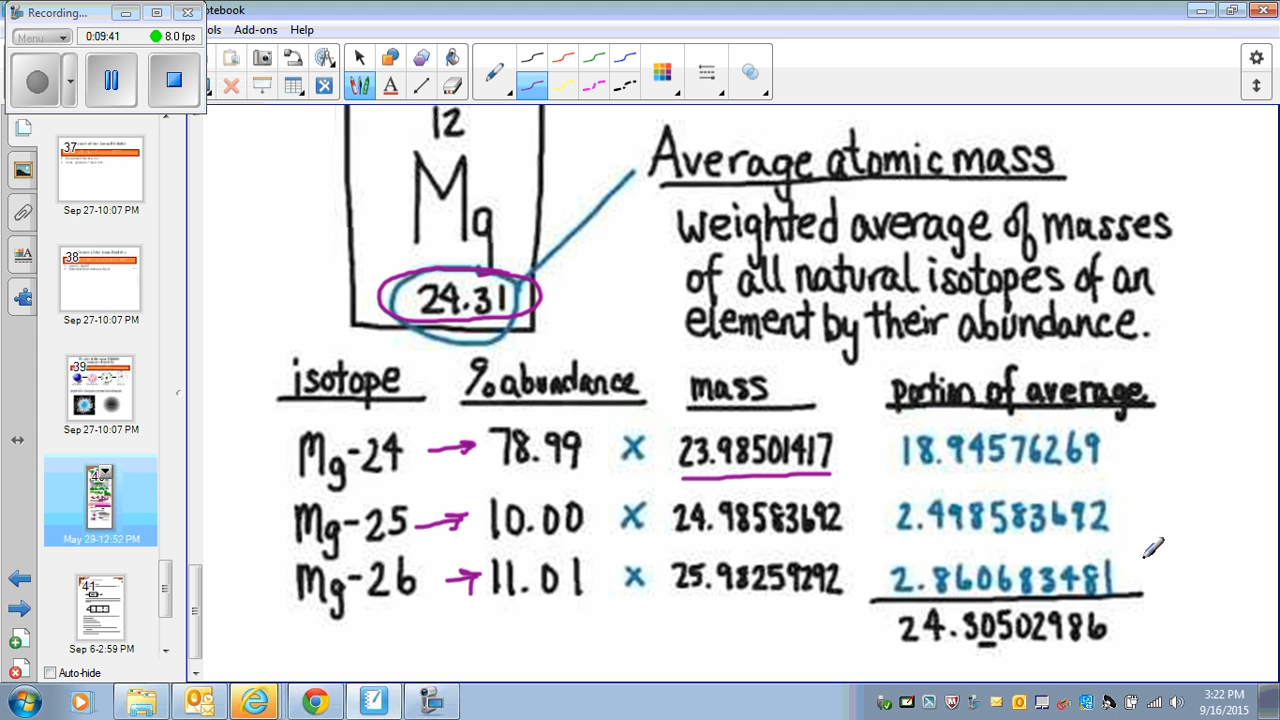 Recording...
otebook
Menu
0:09:41
8.0 fps
ols Add-ons Help
37
Sep 27-10:07 PM
38
Sep 27-10:07 PM
39
Sep 27-10:07 PM
May 29-12:52 PM
41
Sep 6-2:59 PM
Auto-hide
12
Mg
24.31
Average atomic mass
weighted average of masses
of all natural isotopes of an
element by their abundance.
isotope % abundance mass portion of average
Mg-24 → 78.99 x 23.98501417 18.94576269
Mg-25 → 10.00 x 24.98583692 2.498583692
Mg-26 → 11.01 x 25.98259292 2.860683481
24.30502986
3:22 PM
9/16/2015